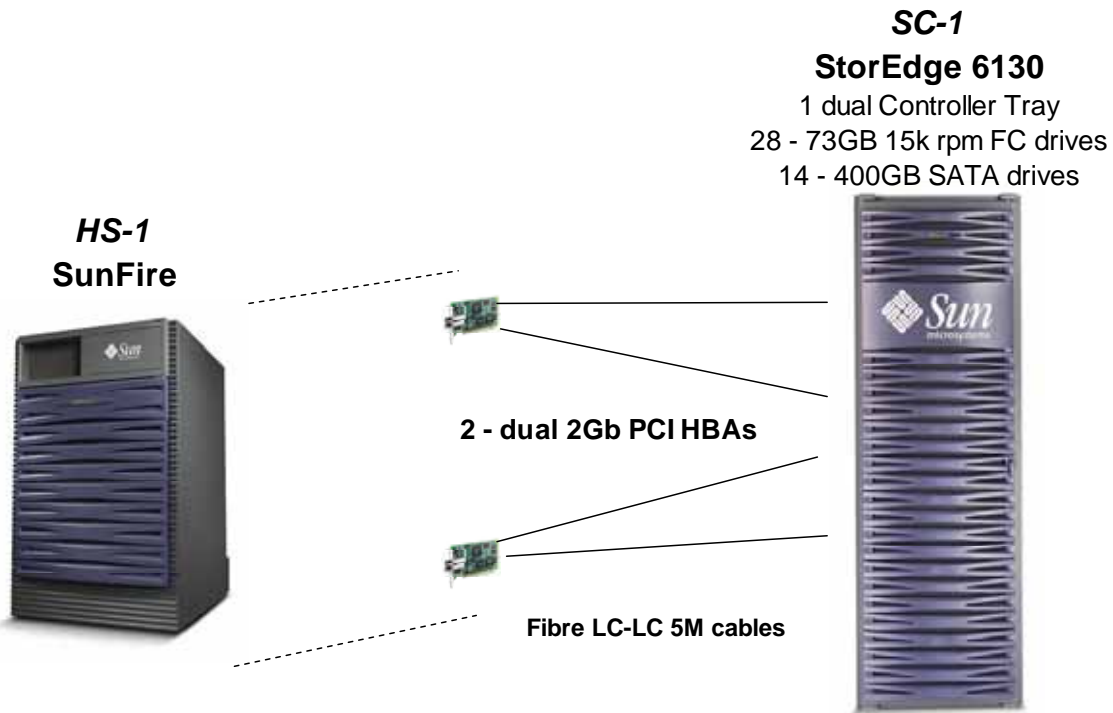 SC-1
StorEdge 6130
1 dual Controller Tray
28 - 73GB 15k rpm FC drives
14 - 400GB SATA drives
HS-1
SunFire
Sun
Sun
microsystems
2 - dual 2Gb PCI HBAs
Fibre LC-LC 5M cables